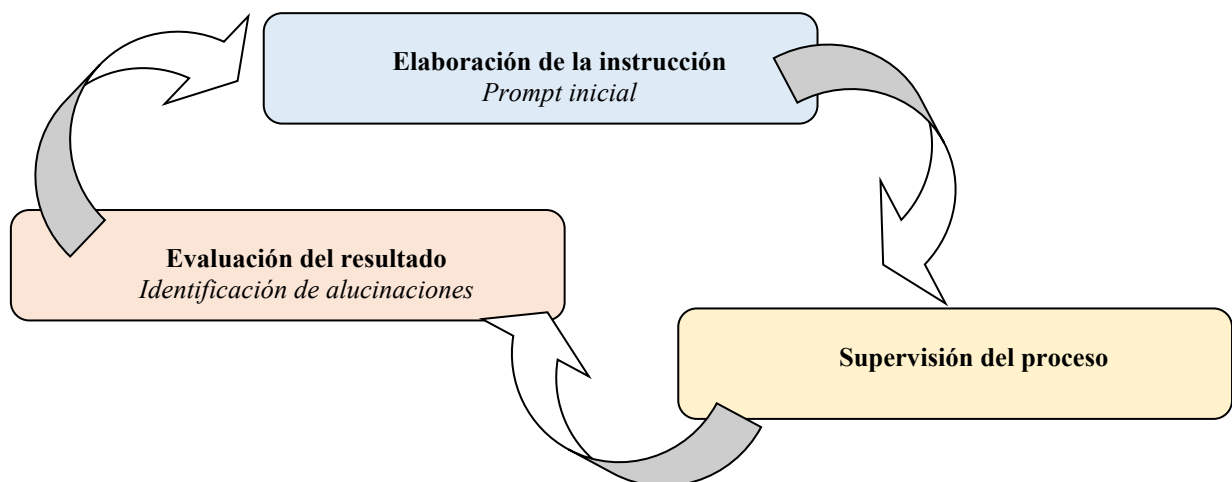 Elaboración de la instrucción
Prompt inicial
Evaluación del resultado
Identificación de alucinaciones
Supervisión del proceso